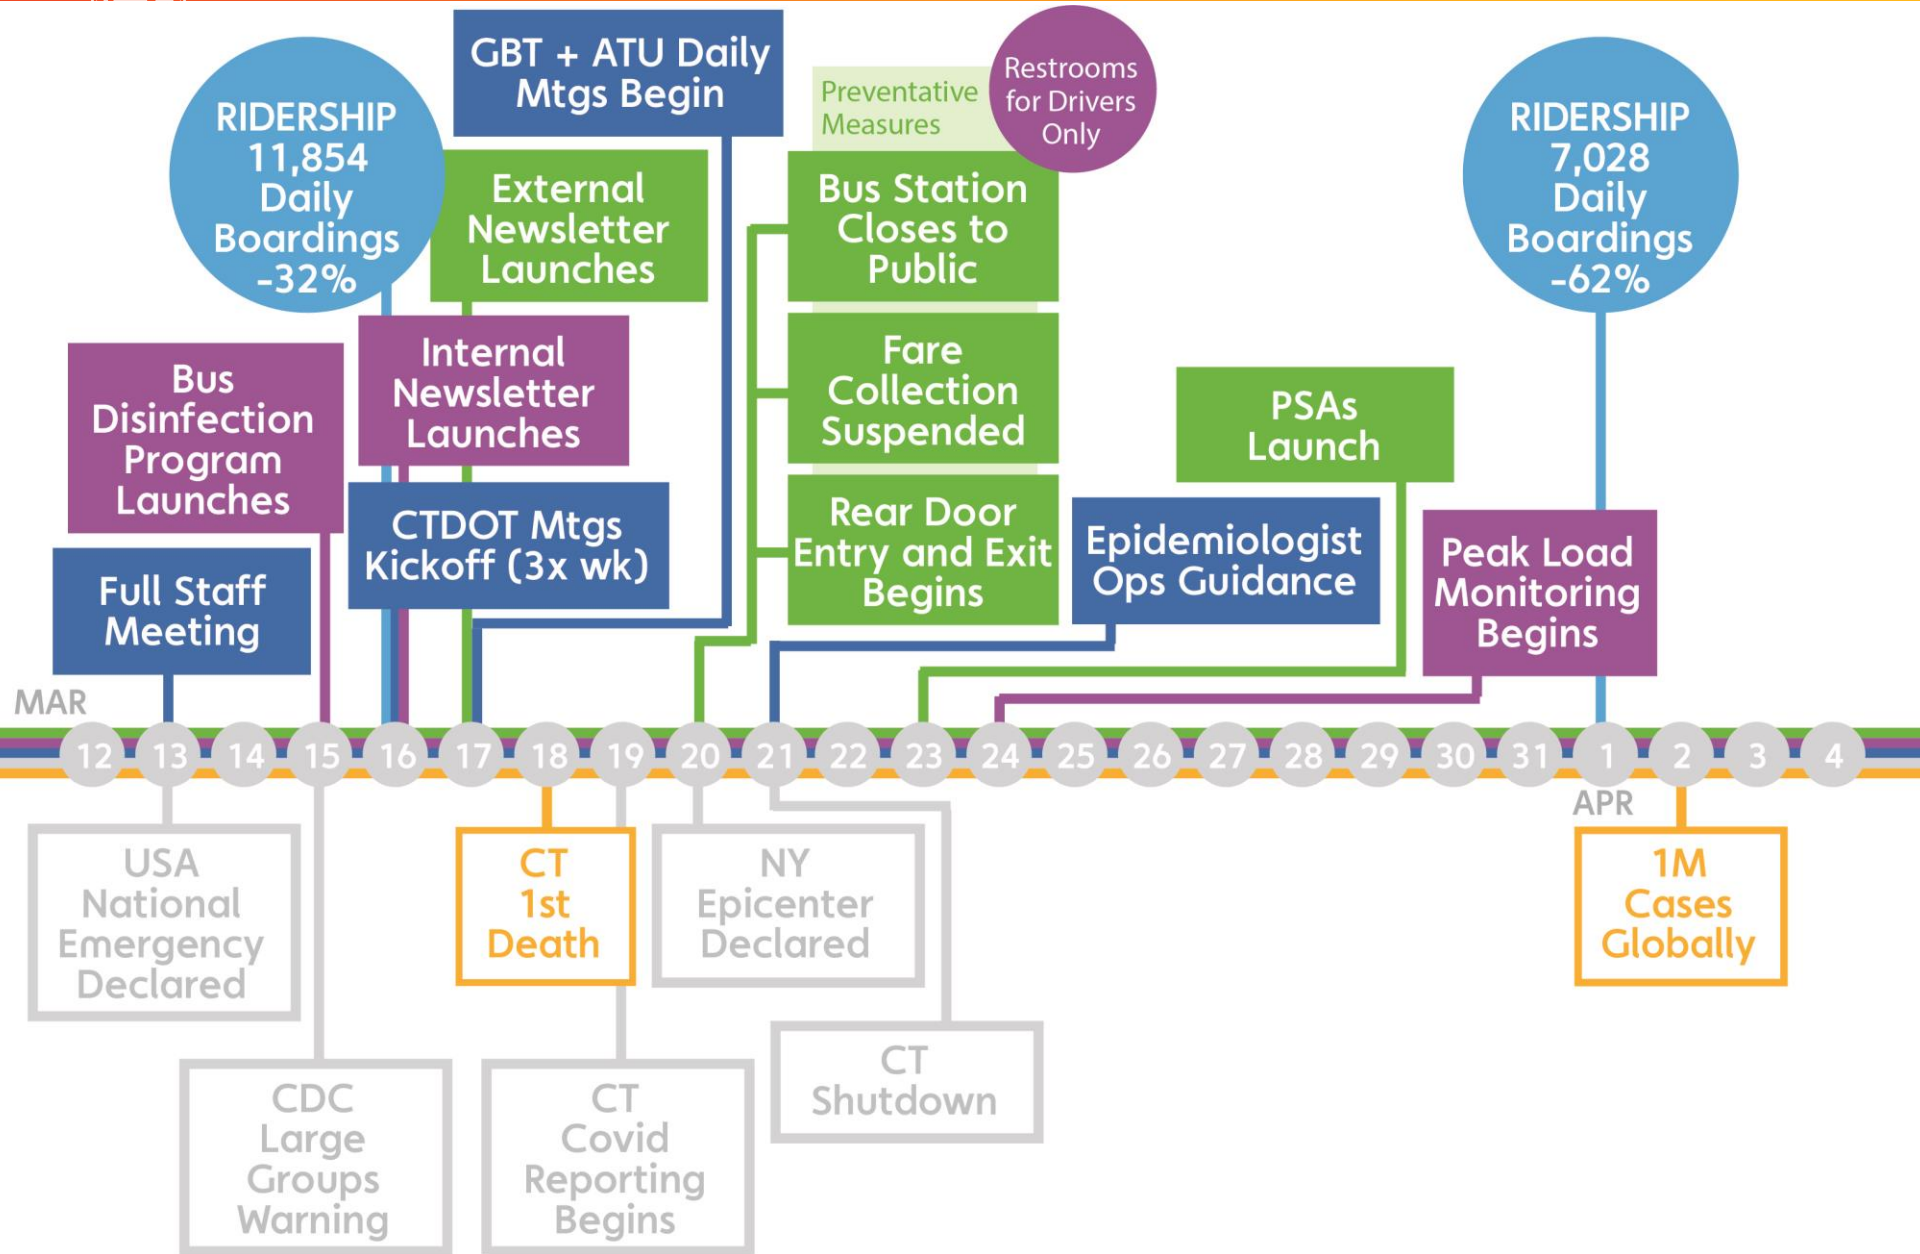 GBT + ATU Daily
Mtgs Begin
RIDERSHIP
11,854
Daily
Boardings
-32%
Preventative
Measures
Restrooms
for Drivers
Only
RIDERSHIP
7,028
Daily
Boardings
-62%
External
Newsletter
Launches
Bus Station
Closes to
Public
Internal
Newsletter
Launches
Fare
Collection
Suspended
Bus
Disinfection
Program
Launches
PSAs
Launch
CTDOT Mtgs
Kickoff (3x wk)
Rear Door
Entry and Exit
Begins
Epidemiologist
Ops Guidance
Peak Load
Monitoring
Begins
Full Staff
Meeting
MAR
12 13 14 15 16 17 18 19 20 21 22 23 24 25 26 27 28 29 30 31 1 2 3 4
APR
USA
National
Emergency
Declared
CT
1st
Death
NY
Epicenter
Declared
1M
Cases
Globally
CDC
Large
Groups
Warning
CT
Covid
Reporting
Begins
CT
Shutdown